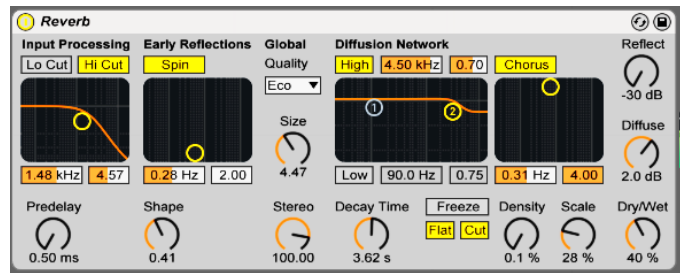 Reverb
Input Processing Early Reflections Global Diffusion Network Reflect
Lo Cut Hi Cut Spin Quality High 4.50 kHz 0.70 Chorus
Eco
-30 dB
Size Diffuse
1 2
4.47
1.48 kHz 4.57 0.28 Hz 2.00 Low 90.0 Hz 0.75 0.31 Hz 4.00 2.0 dB
Predelay Shape Stereo Decay Time Freeze Density Scale Dry/Wet
Flat Cut
0.50 ms 0.41 100.00 3.62 s 0.1 % 28 % 40 %